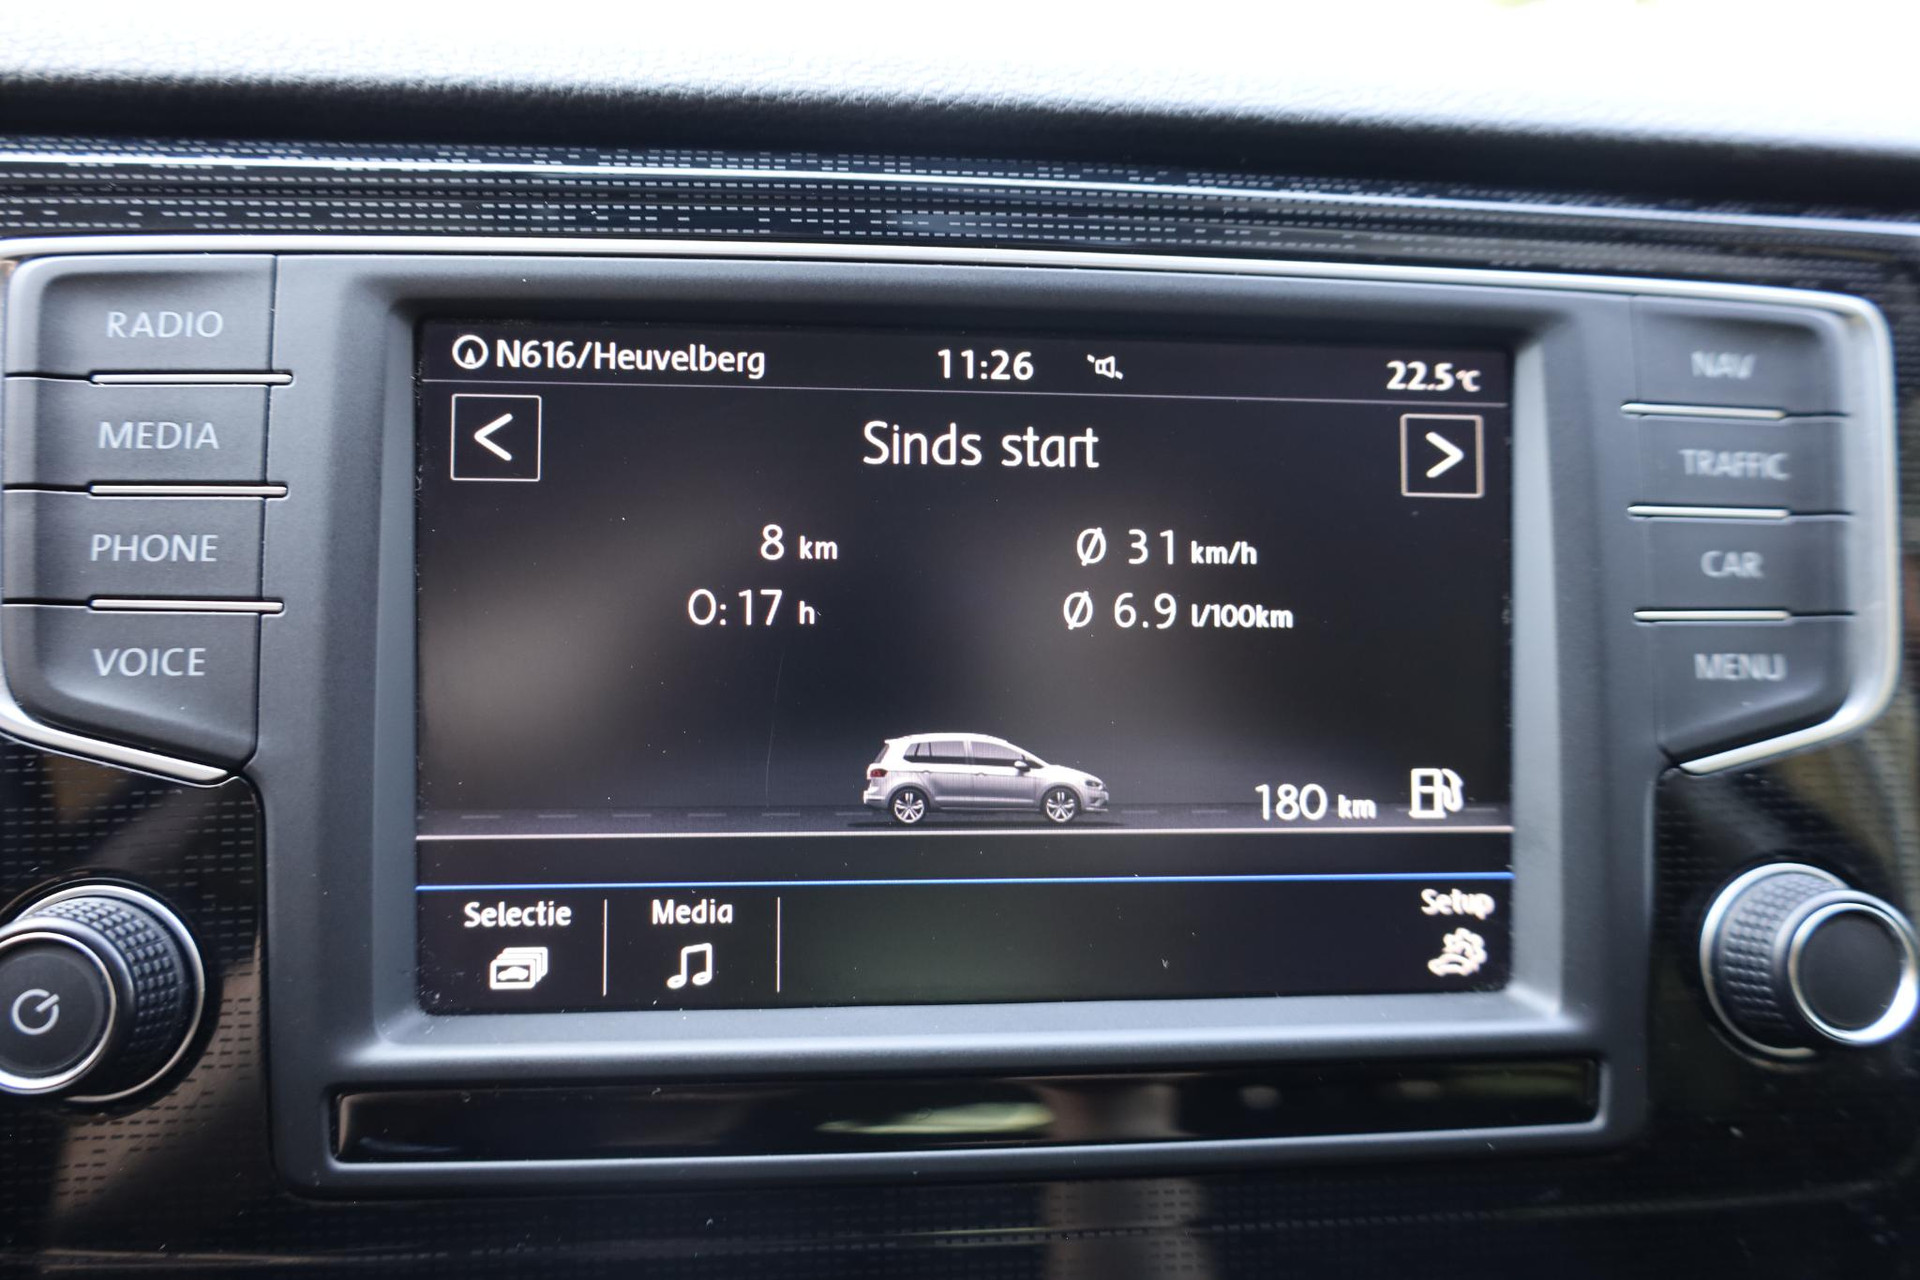 RADIO
MEDIA
PHONE
VOICE
N616/Heuvelberg 11:26 22.5°C
< Sinds start >
8 km Ø 31 km/h
0:17 h Ø 6.9 l/100km
180 km
Selectie Media Setup
NAV
TRAFFIC
CAR
MENU